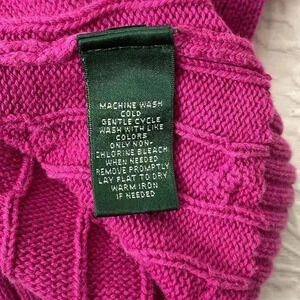 MACHINE WASH
COLD
GENTLE CYCLE
WASH WITH LIKE
COLORS
ONLY NON-
CHLORINE BLEACH
WHEN NEEDED
REMOVE PROMPTLY
LAY FLAT TO DRY
WARM IRON
IF NEEDED